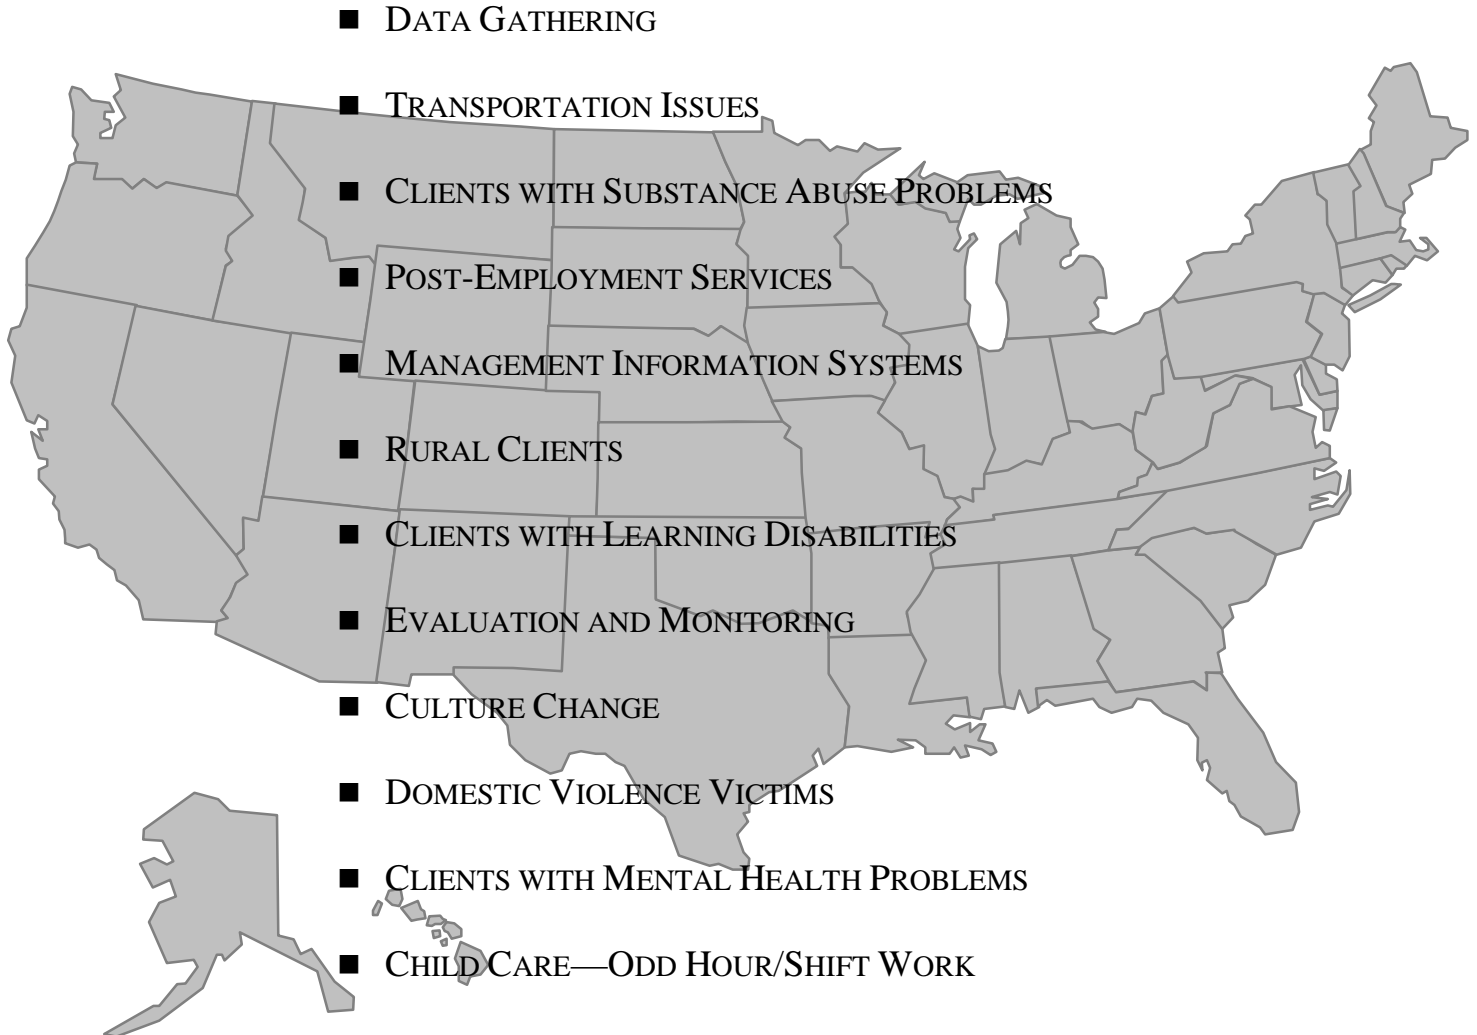 ■ DATA GATHERING
■ TRANSPORTATION ISSUES
■ CLIENTS WITH SUBSTANCE ABUSE PROBLEMS
■ POST-EMPLOYMENT SERVICES
■ MANAGEMENT INFORMATION SYSTEMS
■ RURAL CLIENTS
■ CLIENTS WITH LEARNING DISABILITIES
■ EVALUATION AND MONITORING
■ CULTURE CHANGE
■ DOMESTIC VIOLENCE VICTIMS
■ CLIENTS WITH MENTAL HEALTH PROBLEMS
■ CHILD CARE—ODD HOUR/SHIFT WORK